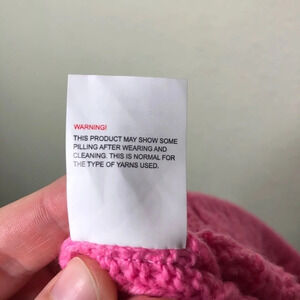 WARNING!
THIS PRODUCT MAY SHOW SOME
PILLING AFTER WEARING AND
CLEANING. THIS IS NORMAL FOR
THE TYPE OF YARNS USED.